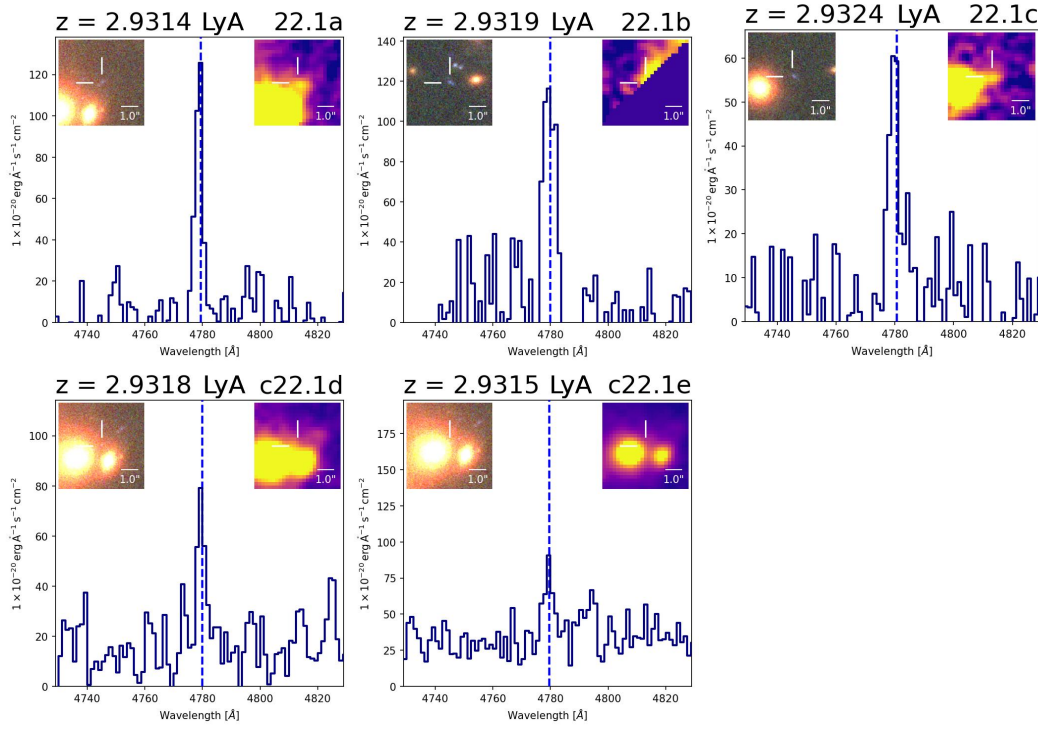 z = 2.9314 LyA 22.1a
1.0"
1.0"
120
100
80
60
40
20
0
1 × 10⁻²⁰ erg Å⁻¹ s⁻¹ cm⁻²
4740 4760 4780 4800 4820
Wavelength [Å]
z = 2.9319 LyA 22.1b
1.0"
1.0"
140
120
100
80
60
40
20
0
1 × 10⁻²⁰ erg Å⁻¹ s⁻¹ cm⁻²
4740 4760 4780 4800 4820
Wavelength [Å]
z = 2.9324 LyA 22.1c
1.0"
1.0"
60
50
40
30
20
10
0
1 × 10⁻²⁰ erg Å⁻¹ s⁻¹ cm⁻²
4740 4760 4780 4800 4820
Wavelength [Å]
z = 2.9318 LyA c22.1d
1.0"
1.0"
100
80
60
40
20
0
1 × 10⁻²⁰ erg Å⁻¹ s⁻¹ cm⁻²
4740 4760 4780 4800 4820
Wavelength [Å]
z = 2.9315 LyA c22.1e
1.0"
1.0"
175
150
125
100
75
50
25
0
1 × 10⁻²⁰ erg Å⁻¹ s⁻¹ cm⁻²
4740 4760 4780 4800 4820
Wavelength [Å]